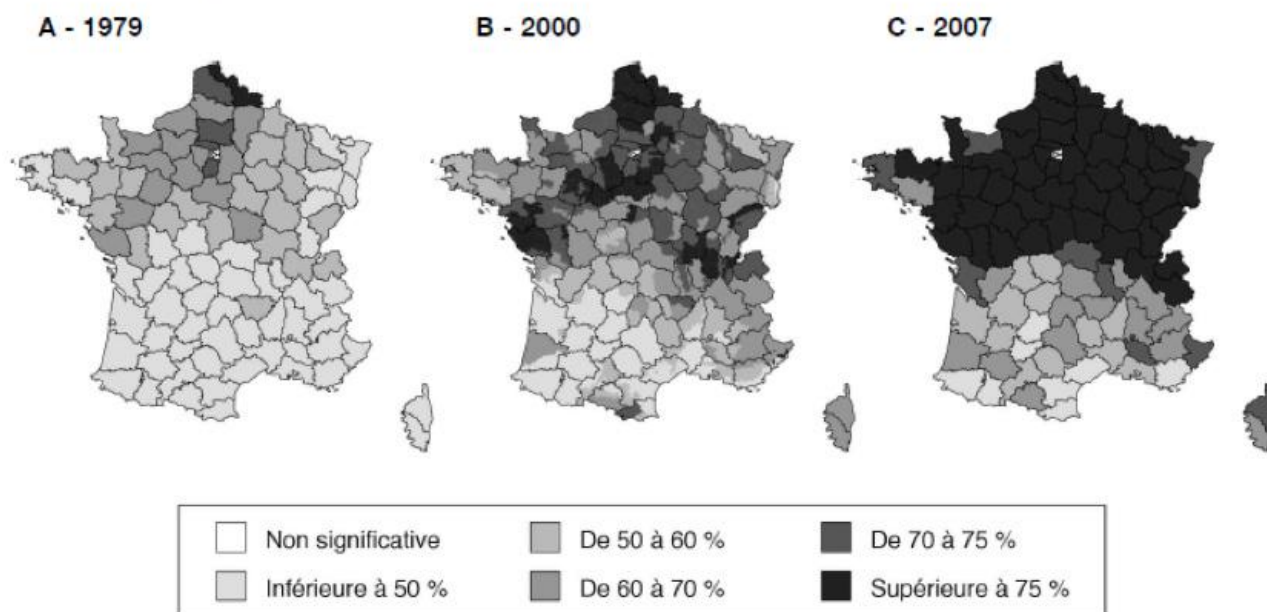 A - 1979 B - 2000 C - 2007
Non significative De 50 à 60 % De 70 à 75 %
Inférieure à 50 % De 60 à 70 % Supérieure à 75 %